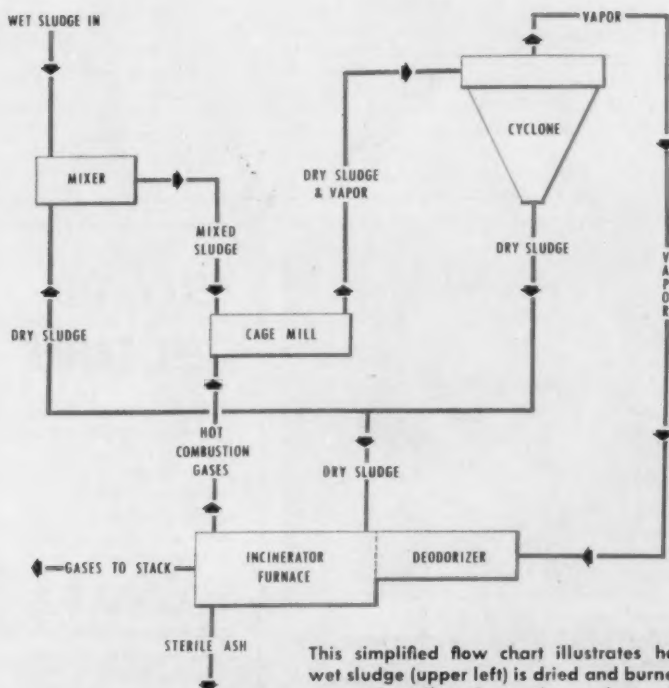 WET SLUDGE IN
VAPOR
CYCLONE
MIXER
DRY SLUDGE
& VAPOR
MIXED
SLUDGE
DRY SLUDGE
VAPOR
DRY SLUDGE
CAGE MILL
HOT
COMBUSTION
GASES
DRY SLUDGE
INCINERATOR
FURNACE
DEODORIZER
GASES TO STACK
STERILE ASH
This simplified flow chart illustrates
wet sludge (upper left) is dried and